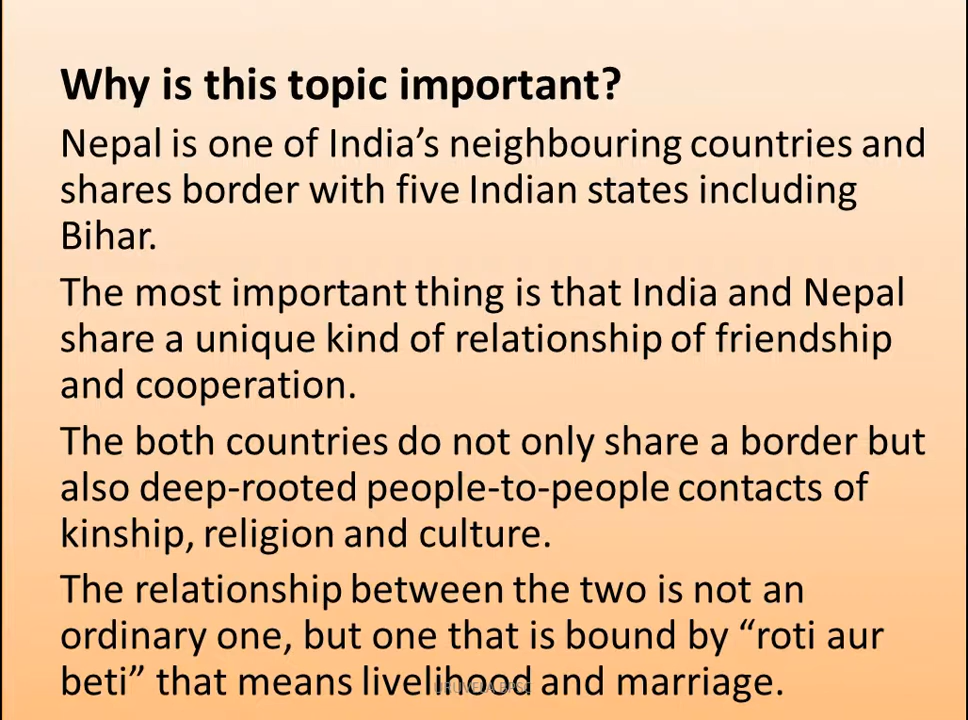 Why is this topic important?
Nepal is one of India’s neighbouring countries and
shares border with five Indian states including
Bihar.
The most important thing is that India and Nepal
share a unique kind of relationship of friendship
and cooperation.
The both countries do not only share a border but
also deep-rooted people-to-people contacts of
kinship, religion and culture.
The relationship between the two is not an
ordinary one, but one that is bound by “roti aur
beti” that means livelihood and marriage.